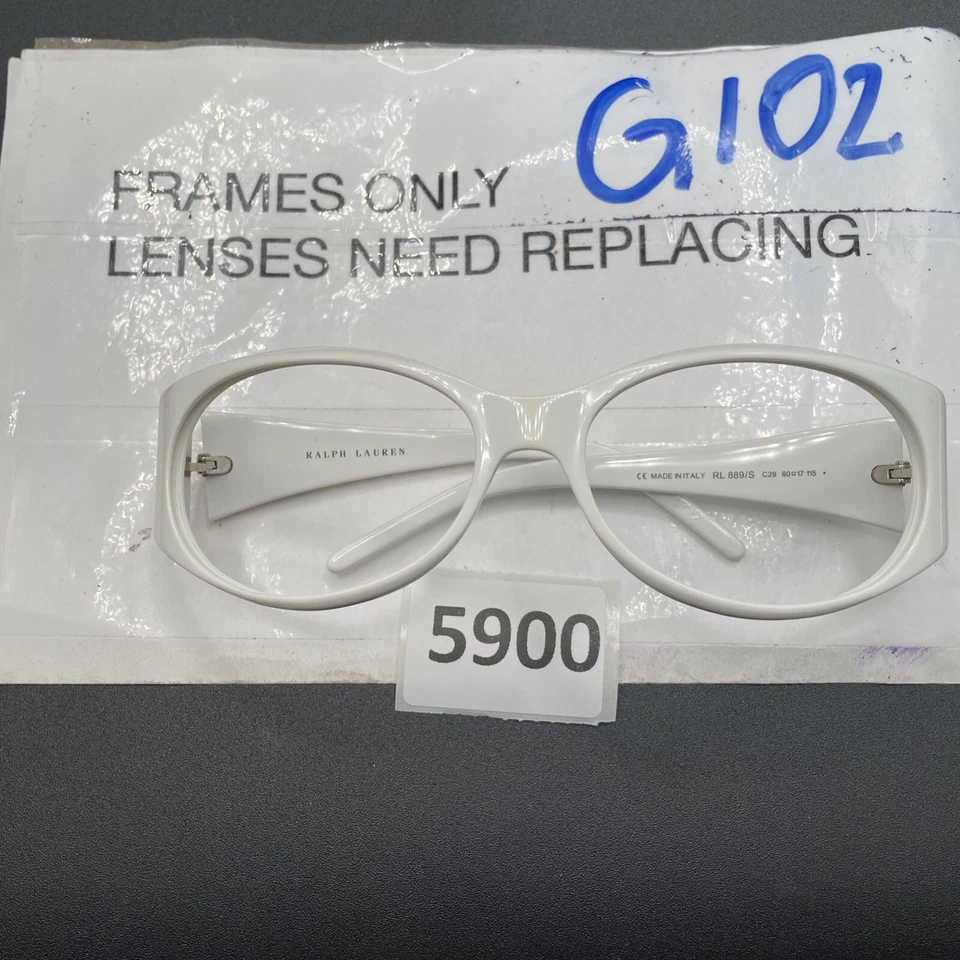 G102
FRAMES ONLY
LENSES NEED REPLACING
RALPH LAUREN
CE MADE IN ITALY RL 889/S C29 60□17 115
5900